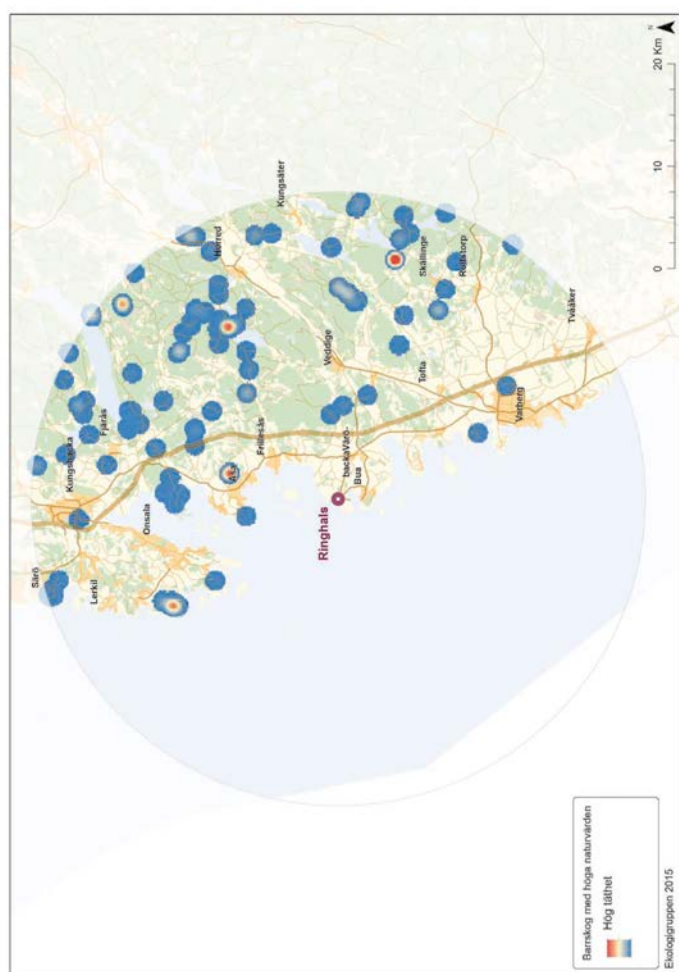 N
0
10
20 Km
Särö
Kungsbacka
Lerkil
Fjärås
Onsala
Horred
Kungsäter
Åsa
Frillesås
Veddige
backaVärö-
Bua
Ringhals
Skällinge
Rolfstorp
Tofta
Varberg
Tvååker
Barrskog med höga naturvärden
Hög täthet
Ekologigruppen 2015